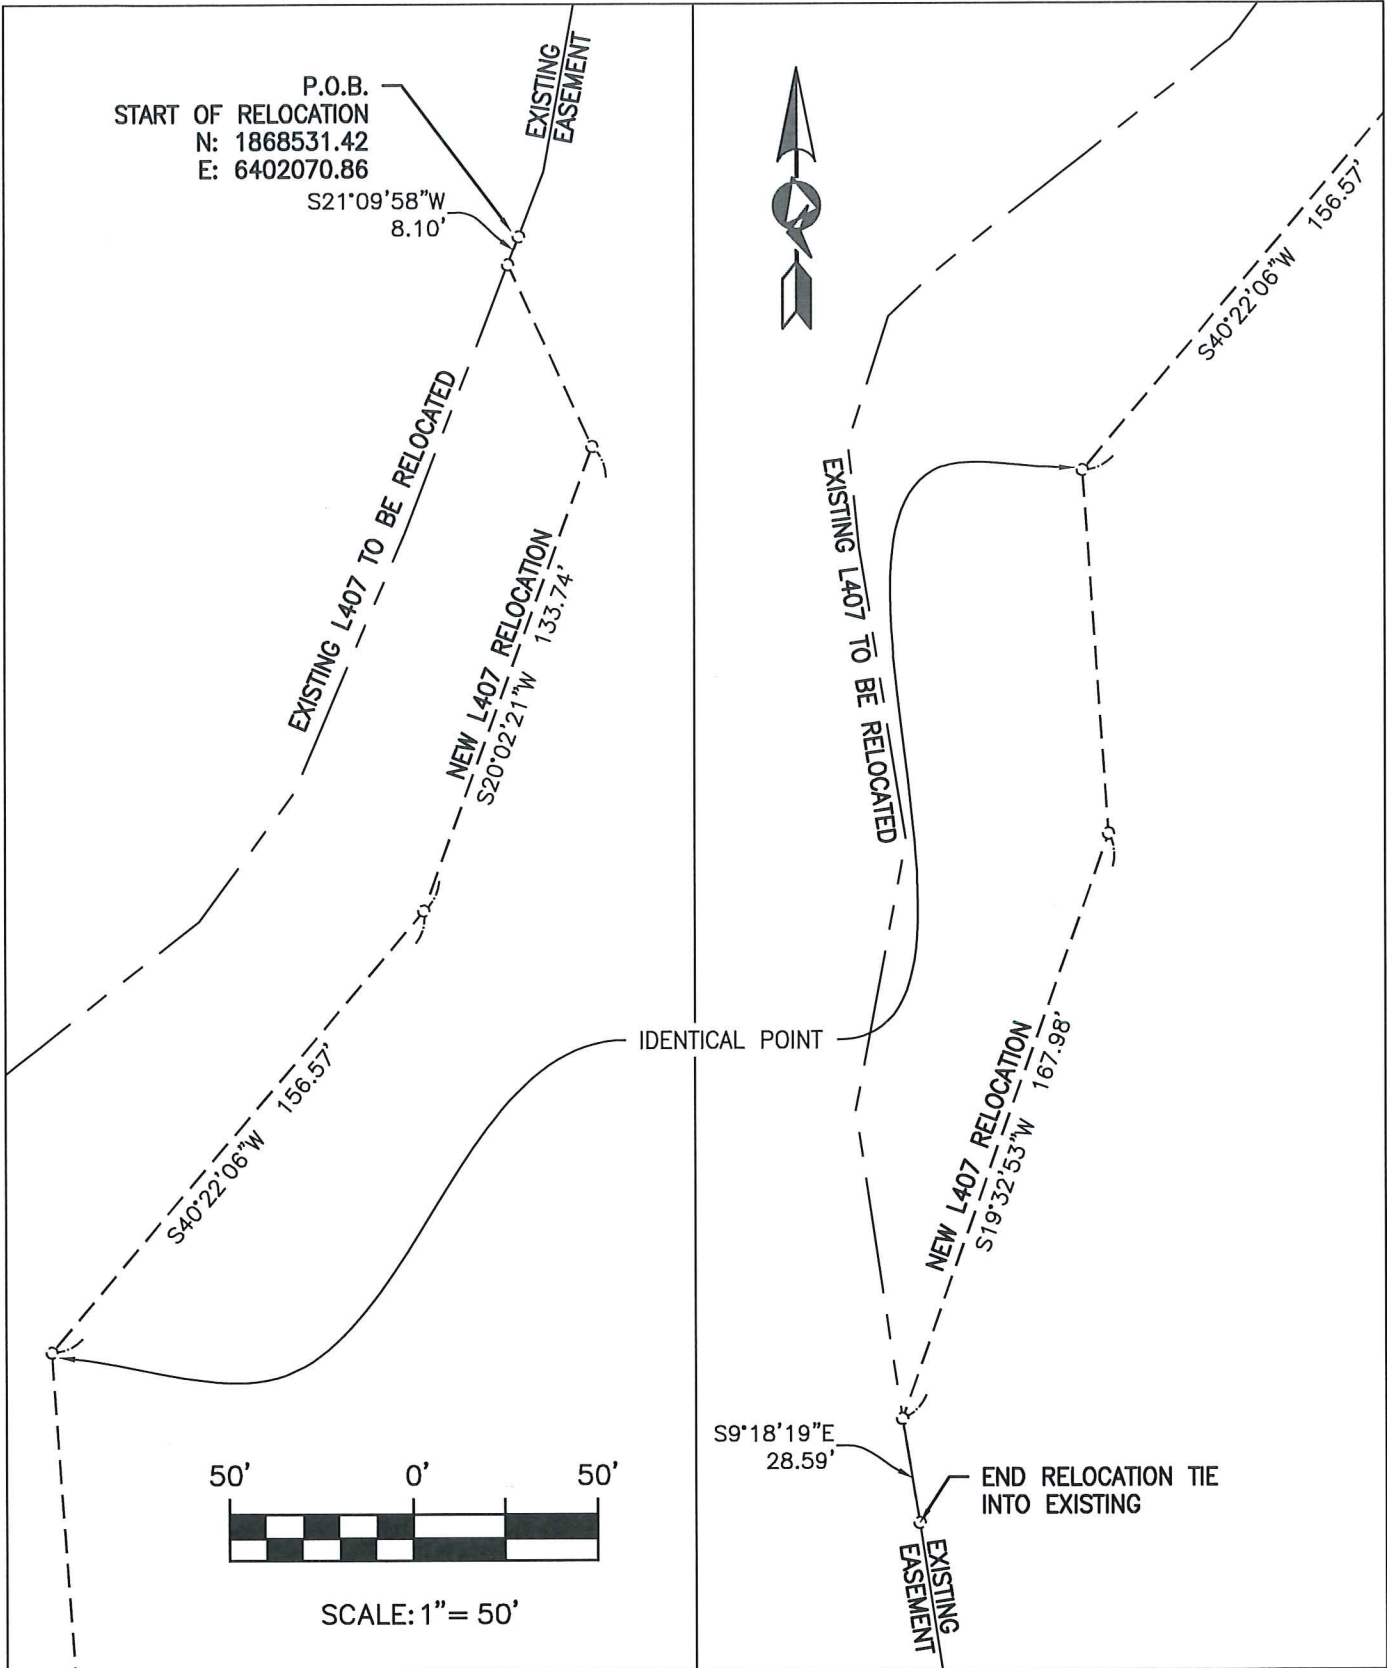 EXISTING
EASEMENT
P.O.B.
START OF RELOCATION
N: 1868531.42
E: 6402070.86
S21°09'58"W
8.10'
EXISTING L407 TO BE RELOCATED
NEW L407 RELOCATION
S20°02'21"W 133.74'
S40°22'06"W 156.57'
IDENTICAL POINT
50' 0' 50'
SCALE: 1"= 50'
S40°22'06"W 156.57'
EXISTING L407 TO BE RELOCATED
NEW L407 RELOCATION
S19°32'53"W 167.98'
S9°18'19"E
28.59'
END RELOCATION TIE
INTO EXISTING
EXISTING
EASEMENT